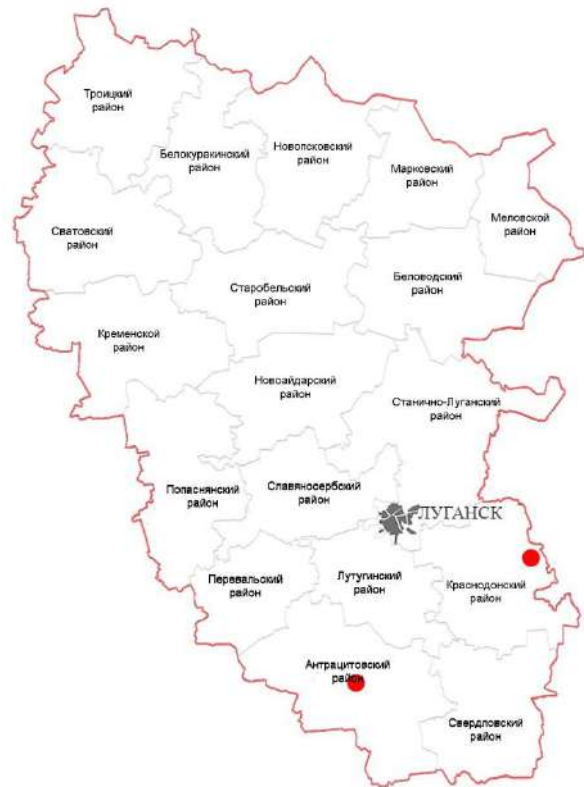 Троицкий
район
Белокуракинский
район
Новопсковский
район
Марковский
район
Меловской
район
Сватовский
район
Старобельский
район
Беловодский
район
Кременской
район
Новоайдарский
район
Станично-Луганский
район
Попаснянский
район
Славяносербский
район
ЛУГАНСК
Перевальский
район
Лутугинский
район
Краснодонский
район
Антрацитовский
район
Свердловский
район